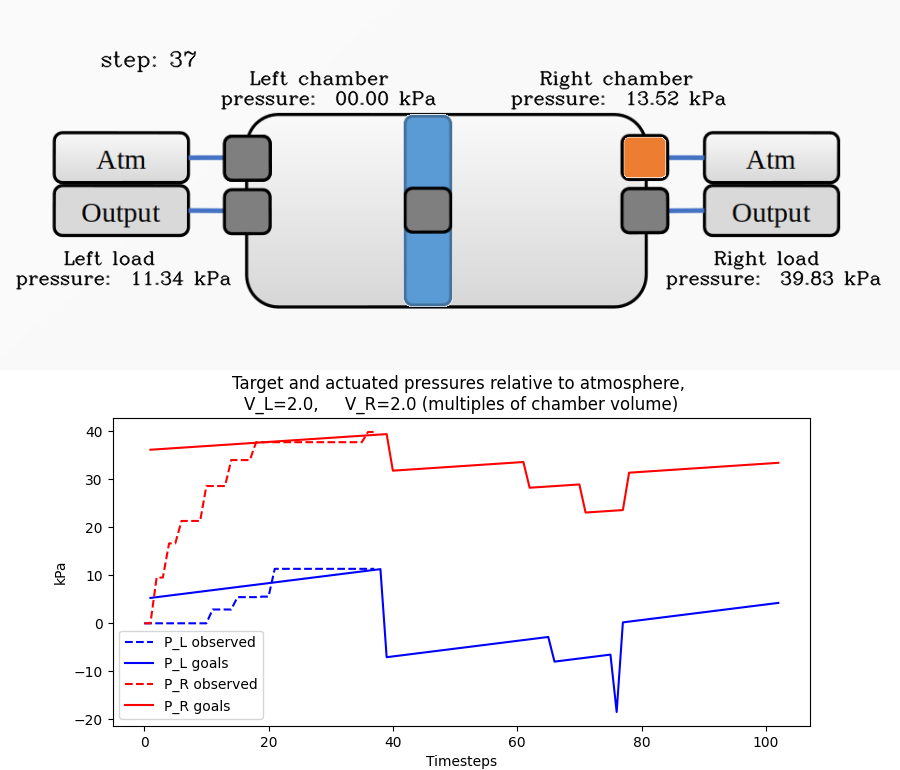 step: 37
Left chamber
pressure: 00.00 kPa
Right chamber
pressure: 13.52 kPa
Atm
Atm
Output
Output
Left load
pressure: 11.34 kPa
Right load
pressure: 39.83 kPa
Target and actuated pressures relative to atmosphere,
V_L=2.0, V_R=2.0 (multiples of chamber volume)
40
30
20
10
0
−10
−20
kPa
P_L observed
P_L goals
P_R observed
P_R goals
0 20 40 60 80 100
Timesteps